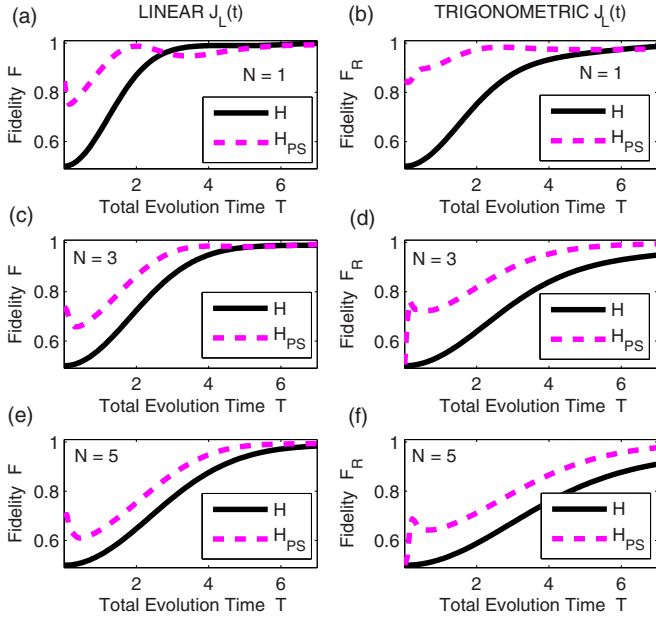 LINEAR J_L(t)
TRIGONOMETRIC J_L(t)
(a)
1
0.8
0.6
Fidelity F
N = 1
H
H_PS
2
4
6
Total Evolution Time T
(b)
1
0.8
0.6
Fidelity F_R
N = 1
H
H_PS
2
4
6
Total Evolution Time T
(c)
1
0.8
0.6
Fidelity F
N = 3
H
H_PS
2
4
6
Total Evolution Time T
(d)
1
0.8
0.6
Fidelity F_R
N = 3
H
H_PS
2
4
6
Total Evolution Time T
(e)
1
0.8
0.6
Fidelity F
N = 5
H
H_PS
2
4
6
Total Evolution Time T
(f)
1
0.8
0.6
Fidelity F_R
N = 5
H
H_PS
2
4
6
Total Evolution Time T